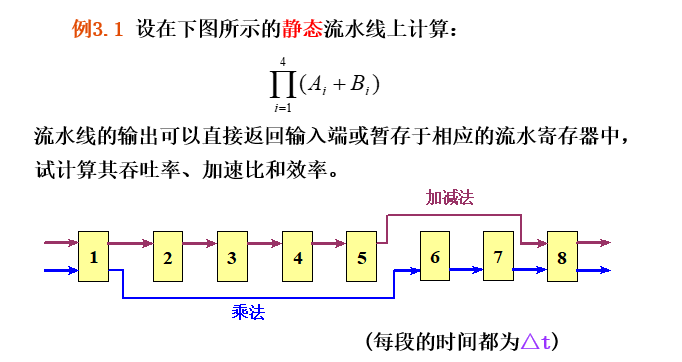 例3.1 设在下图所示的静态流水线上计算：
4
∏(Aᵢ + Bᵢ)
i=1
流水线的输出可以直接返回输入端或暂存于相应的流水寄存器中，
试计算其吞吐率、加速比和效率。
加减法
1 2 3 4 5 6 7 8
乘法
(每段的时间都为△t)